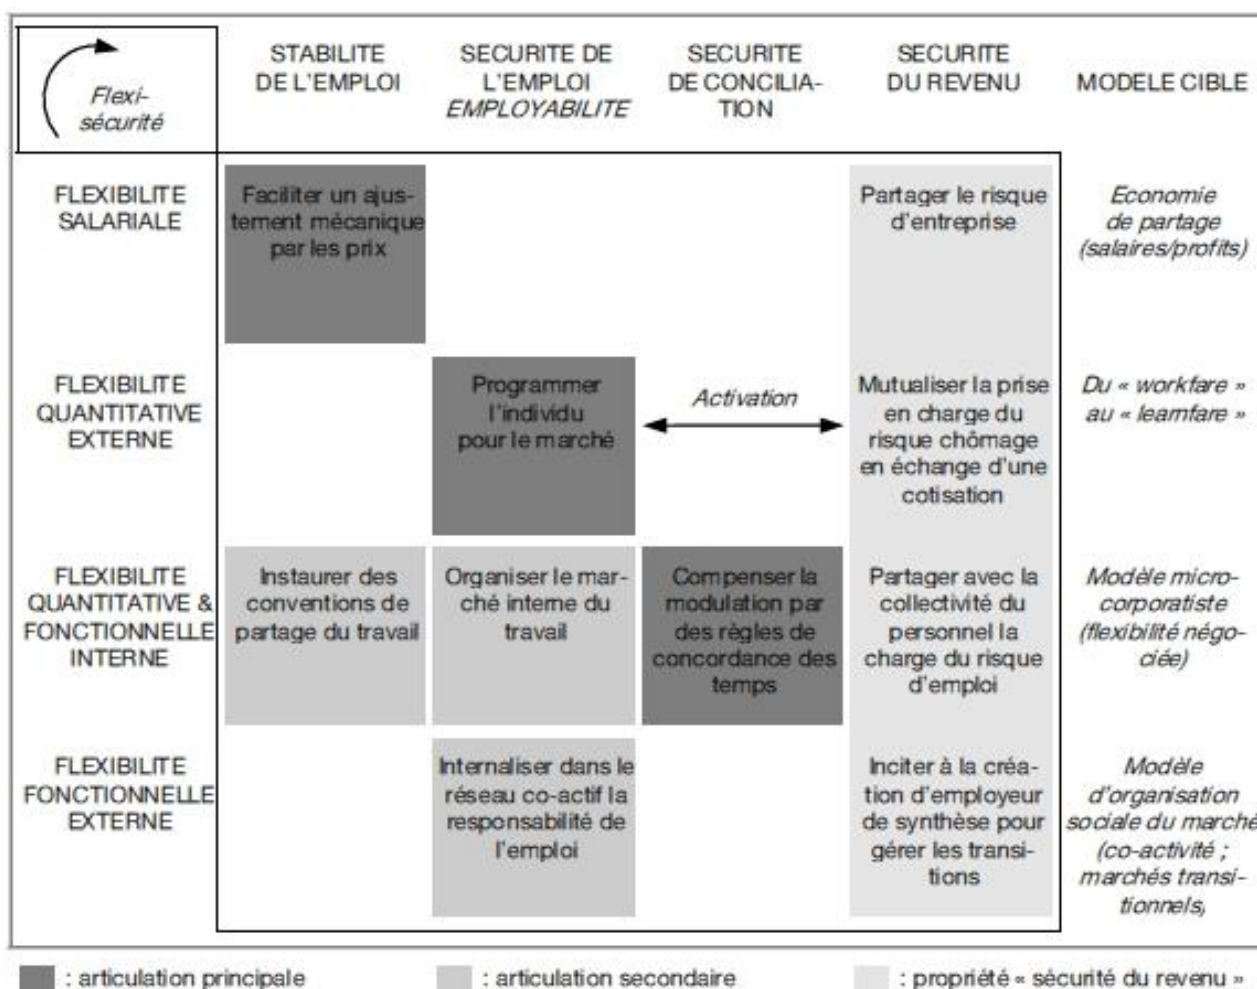 Flexi-
sécurité
STABILITE
DE L'EMPLOI
SECURITE DE
L'EMPLOI
EMPLOYABILITE
SECURITE
DE CONCILIA-
TION
SECURITE
DU REVENU
MODELE CIBLE
FLEXIBILITE
SALARIALE
Faciliter un ajus-
tement mécanique
par les prix
Partager le risque
d'entreprise
Economie
de partage
(salaires/profits)
FLEXIBILITE
QUANTITATIVE
EXTERNE
Programmer
l'individu
pour le marché
Activation
Mutualiser la prise
en charge du
risque chômage
en échange d'une
cotisation
Du « workfare »
au « learnfare »
FLEXIBILITE
QUANTITATIVE &
FONCTIONNELLE
INTERNE
Instaurer des
conventions de
partage du travail
Organiser le mar-
ché interne du
travail
Compenser la
modulation par
des règles de
concordance des
temps
Partager avec la
collectivité du
personnel la
charge du risque
d'emploi
Modèle micro-
corporatiste
(flexibilité négo-
ciée)
FLEXIBILITE
FONCTIONNELLE
EXTERNE
Internaliser dans le
réseau co-actif la
responsabilité de
l'emploi
Inciter à la créa-
tion d'employeur
de synthèse pour
gérer les transi-
tions
Modèle
d'organisation
sociale du marché
(co-activité ;
marchés transi-
tionnels)
: articulation principale
: articulation secondaire
: propriété « sécurité du revenu »